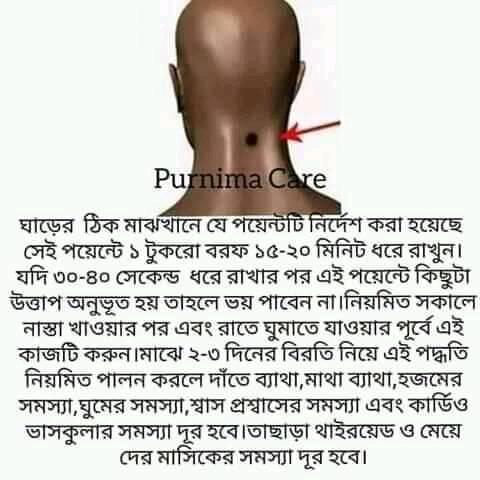 Purnima Care
ঘাড়ের ঠিক মাঝখানে যে পয়েন্টটি নির্দেশ করা হয়েছে
সেই পয়েন্টে ১ টুকরো বরফ ১৫-২০ মিনিট ধরে রাখুন।
যদি ৩০-৪০ সেকেন্ড ধরে রাখার পর এই পয়েন্টে কিছুটা
উত্তাপ অনুভূত হয় তাহলে ভয় পাবেন না।নিয়মিত সকালে
নাস্তা খাওয়ার পর এবং রাতে ঘুমাতে যাওয়ার পূর্বে এই
কাজটি করুন।মাঝে ২-৩ দিনের বিরতি নিয়ে এই পদ্ধতি
নিয়মিত পালন করলে দাঁতে ব্যাথা,মাথা ব্যাথা,হজমের
সমস্যা,ঘুমের সমস্যা,শ্বাস প্রশ্বাসের সমস্যা এবং কার্ডিও
ভাসকুলার সমস্যা দূর হবে।তাছাড়া থাইরয়েড ও মেয়ে
দের মাসিকের সমস্যা দূর হবে।